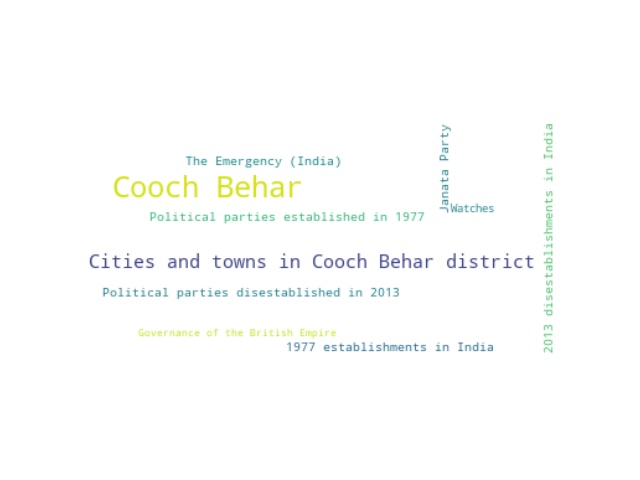 The Emergency (India)
Cooch Behar
Political parties established in 1977
Janata Party
Watches
Cities and towns in Cooch Behar district
Political parties disestablished in 2013
Governance of the British Empire
1977 establishments in India
2013 disestablishments in India